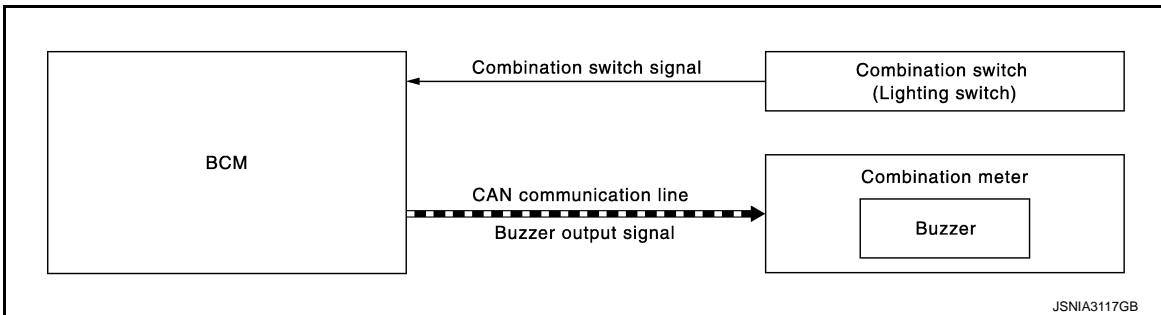 BCM
Combination switch signal
Combination switch
(Lighting switch)
CAN communication line
Buzzer output signal
Combination meter
Buzzer
JSNIA3117GB